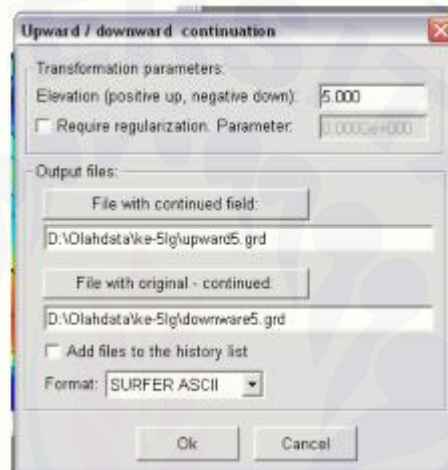 Upward / downward continuation
Transformation parameters:
Elevation (positive up, negative down): 5.000
Require regularization. Parameter: 0.000e+000
Output files:
File with continued field:
D:\Olahdata\ke-5lg\upward5.grd
File with original - continued:
D:\Olahdata\ke-5lg\downware5.grd
Add files to the history list
Format: SURFER ASCII
Ok Cancel